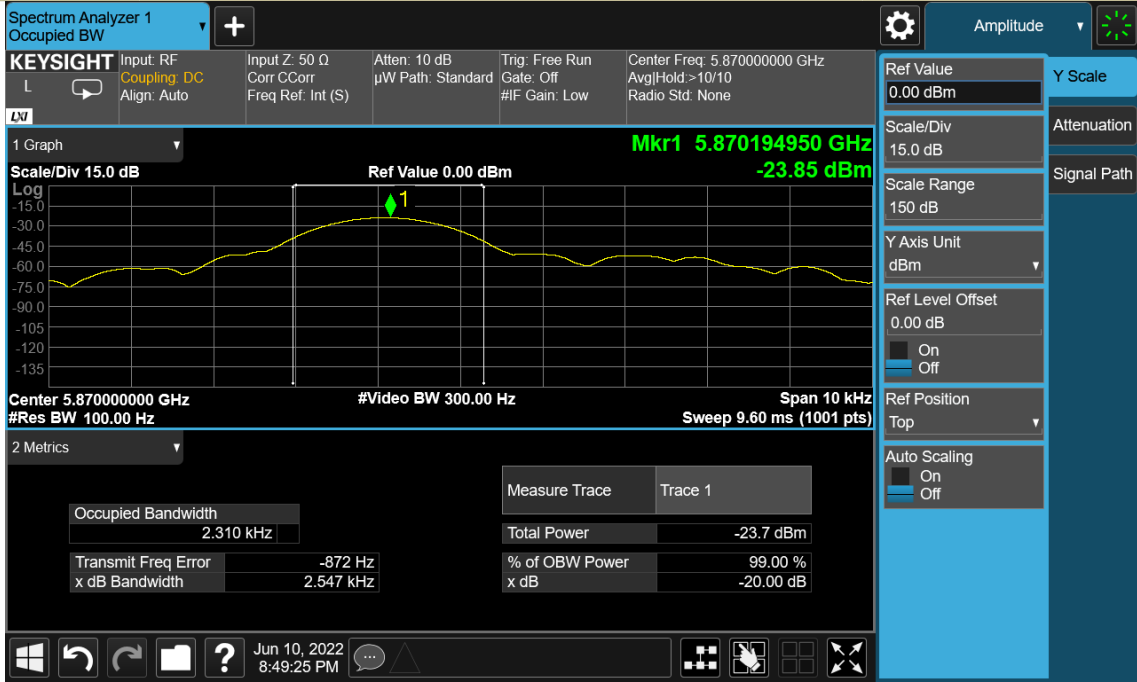 Spectrum Analyzer 1
Occupied BW
+
Amplitude
KEYSIGHT
L
LXI
Input: RF
Coupling: DC
Align: Auto
Input Z: 50 Ω
Corr CCorr
Freq Ref: Int (S)
Atten: 10 dB
µW Path: Standard
Trig: Free Run
Gate: Off
#IF Gain: Low
Center Freq: 5.870000000 GHz
Avg|Hold:>10/10
Radio Std: None
1 Graph
Mkr1 5.870194950 GHz
-23.85 dBm
Scale/Div 15.0 dB
Ref Value 0.00 dBm
Log
1
-15.0
-30.0
-45.0
-60.0
-75.0
-90.0
-105
-120
-135
Center 5.870000000 GHz
#Video BW 300.00 Hz
Span 10 kHz
#Res BW 100.00 Hz
Sweep 9.60 ms (1001 pts)
2 Metrics
Measure Trace
Trace 1
Occupied Bandwidth
2.310 kHz
Total Power
-23.7 dBm
Transmit Freq Error
-872 Hz
% of OBW Power
99.00 %
x dB Bandwidth
2.547 kHz
x dB
-20.00 dB
Ref Value
0.00 dBm
Scale/Div
15.0 dB
Scale Range
150 dB
Y Axis Unit
dBm
Ref Level Offset
0.00 dB
On
Off
Ref Position
Top
Auto Scaling
On
Off
Y Scale
Attenuation
Signal Path
?
Jun 10, 2022
8:49:25 PM